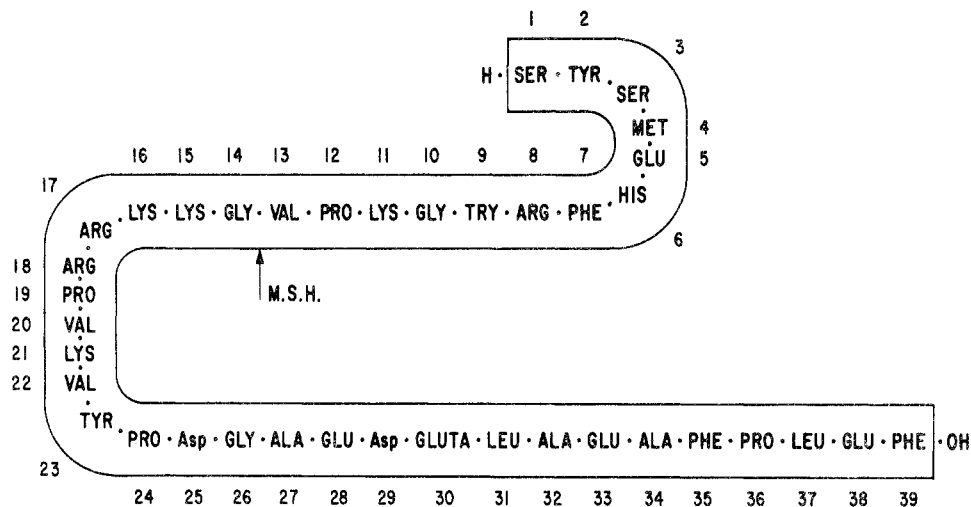 1 2
3
H · SER · TYR ·
SER ·
MET 4
GLU 5
HIS
6
16 15 14 13 12 11 10 9 8 7
17
LYS · LYS · GLY · VAL · PRO · LYS · GLY · TRY · ARG · PHE ·
ARG ·
M.S.H.
18 ARG
19 PRO
20 VAL
21 LYS
22 VAL
TYR ·
23
PRO · Asp · GLY · ALA · GLU · Asp · GLUTA · LEU · ALA · GLU · ALA · PHE · PRO · LEU · GLU · PHE · OH
24 25 26 27 28 29 30 31 32 33 34 35 36 37 38 39